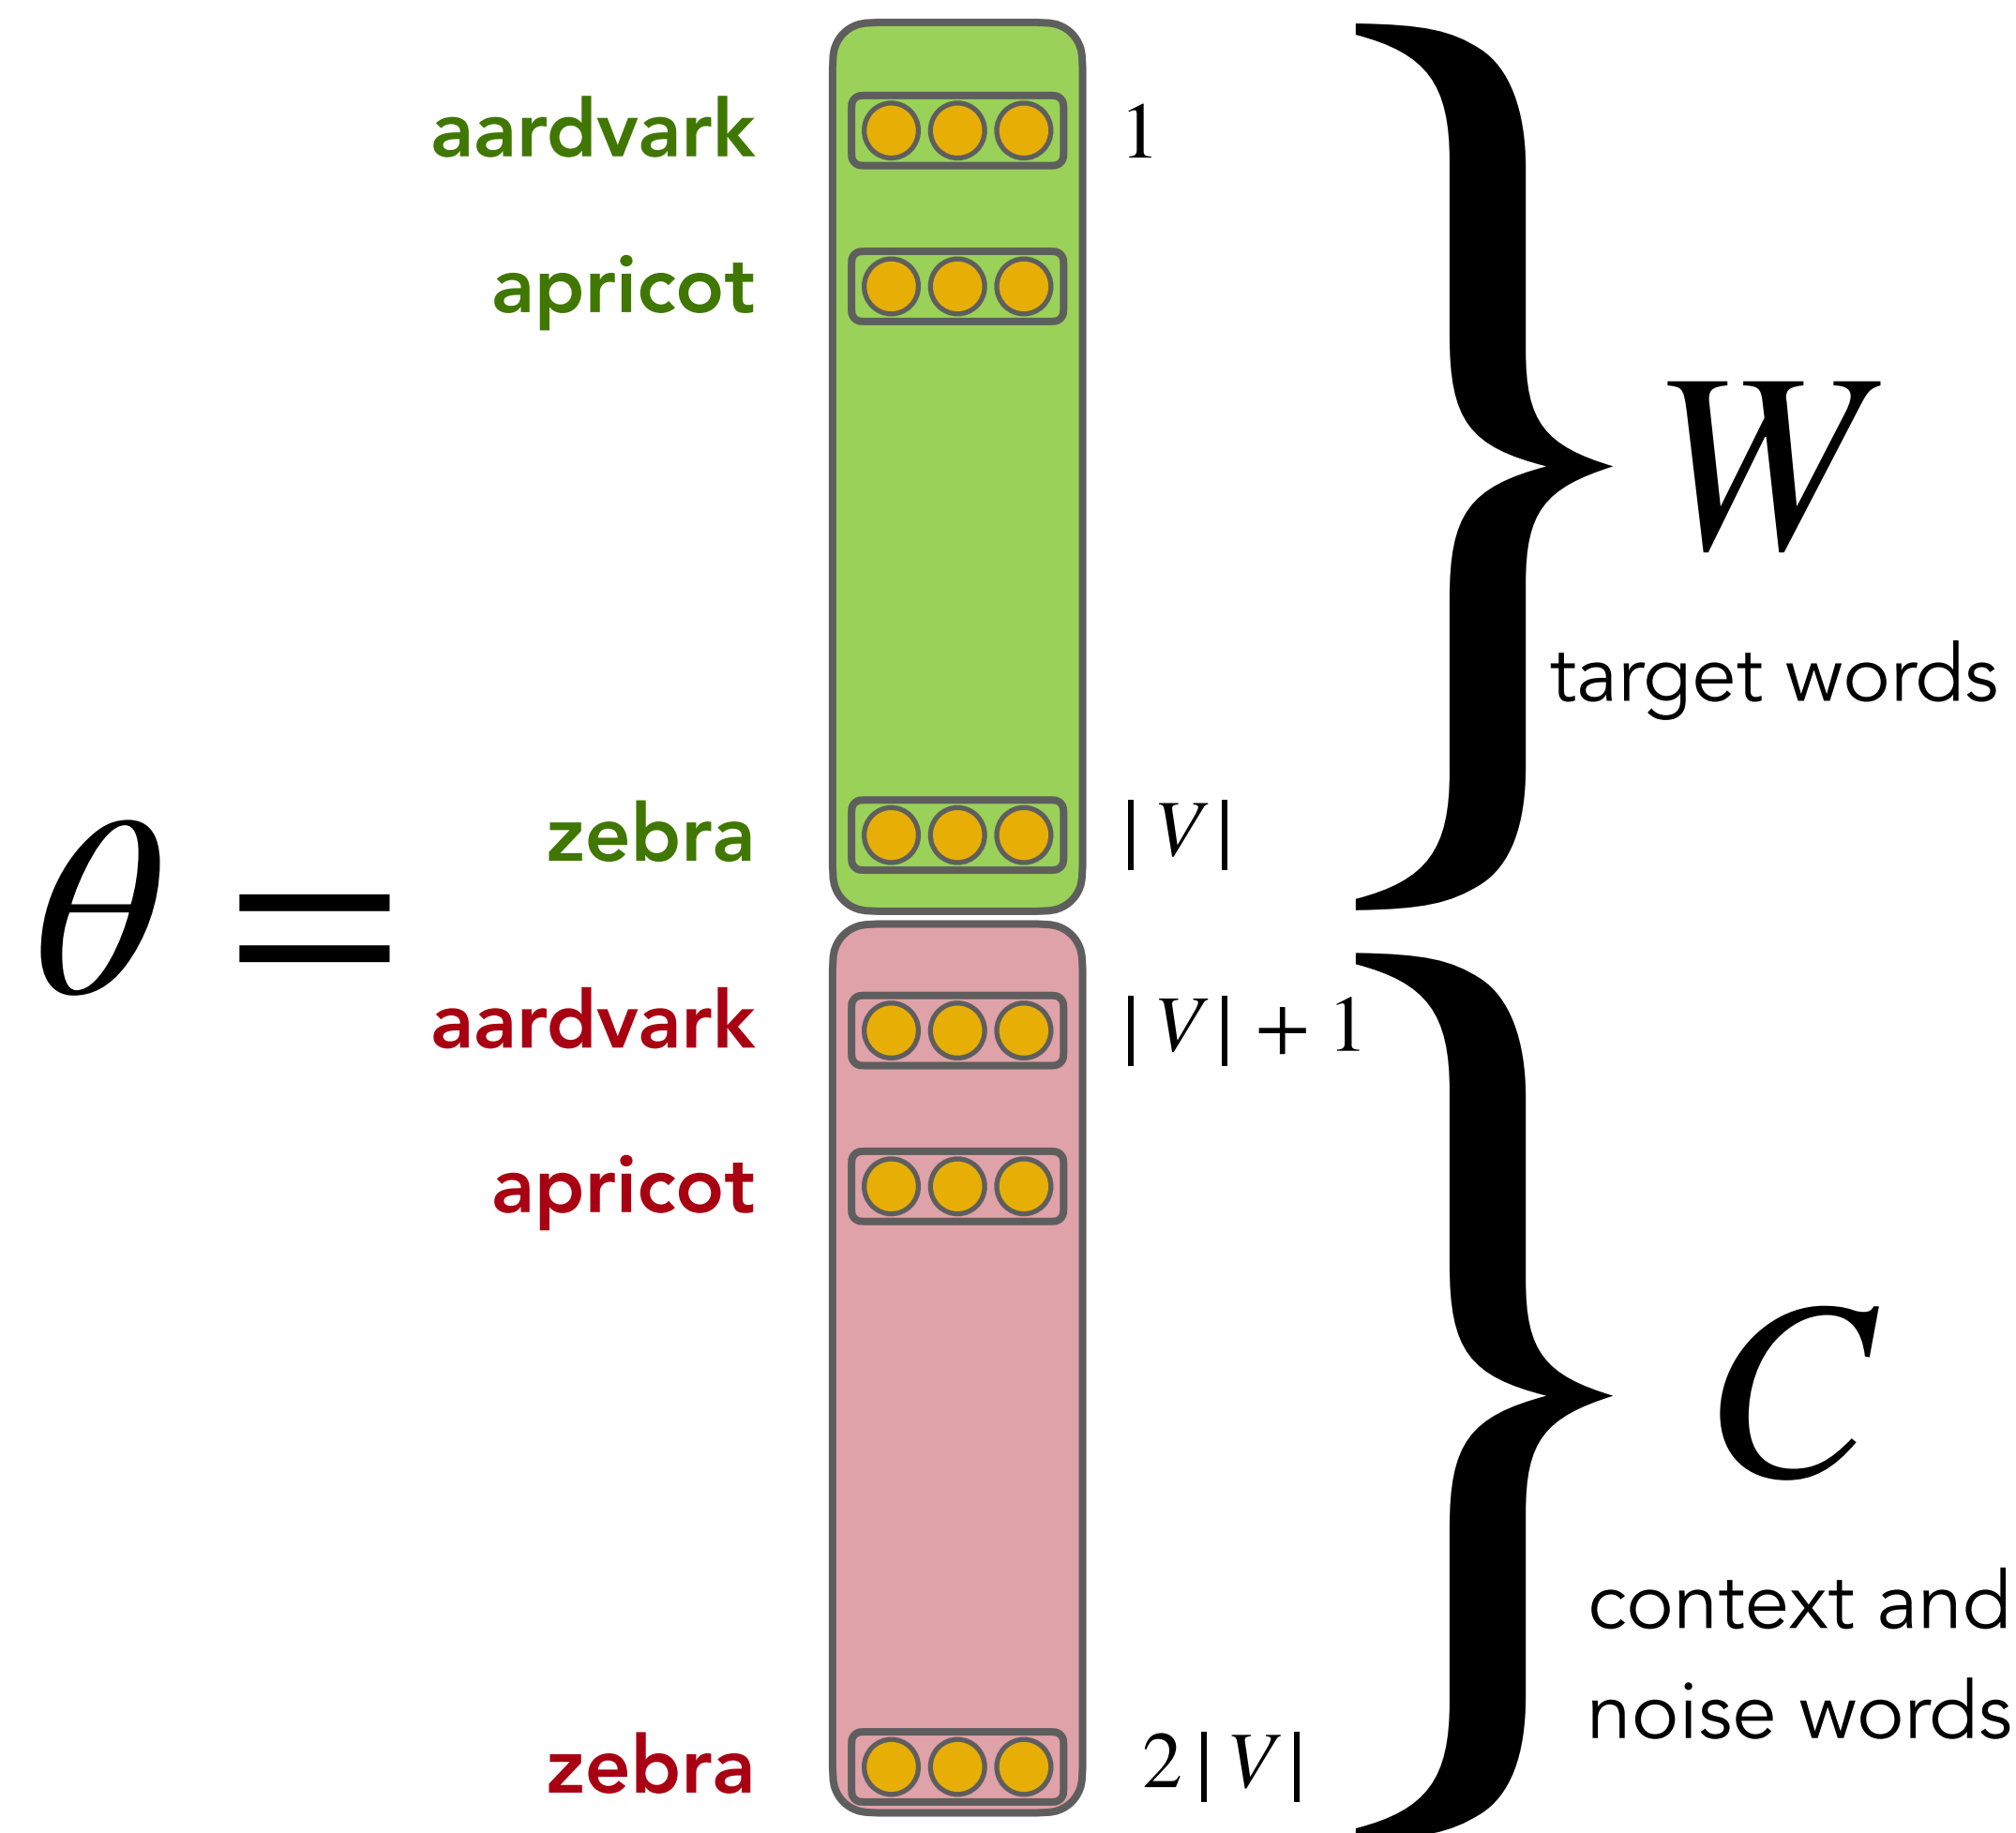 aardvark 1
apricot
W
target words
zebra |V|
θ =
aardvark |V| + 1
apricot
C
context and
noise words
zebra 2|V|